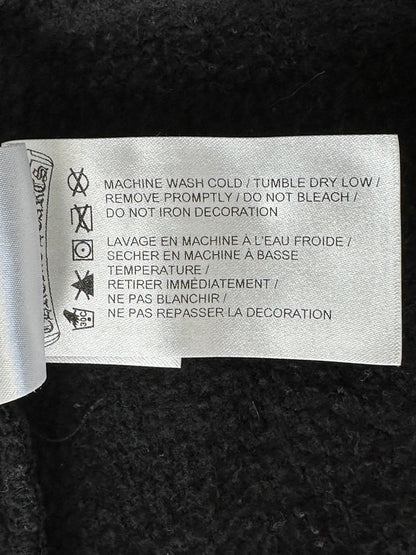 MACHINE WASH COLD / TUMBLE DRY LOW /
REMOVE PROMPTLY / DO NOT BLEACH /
DO NOT IRON DECORATION
LAVAGE EN MACHINE À L'EAU FROIDE /
SECHER EN MACHINE À BASSE
TEMPERATURE /
RETIRER IMMÉDIATEMENT /
NE PAS BLANCHIR /
NE PAS REPASSER LA DECORATION
30C